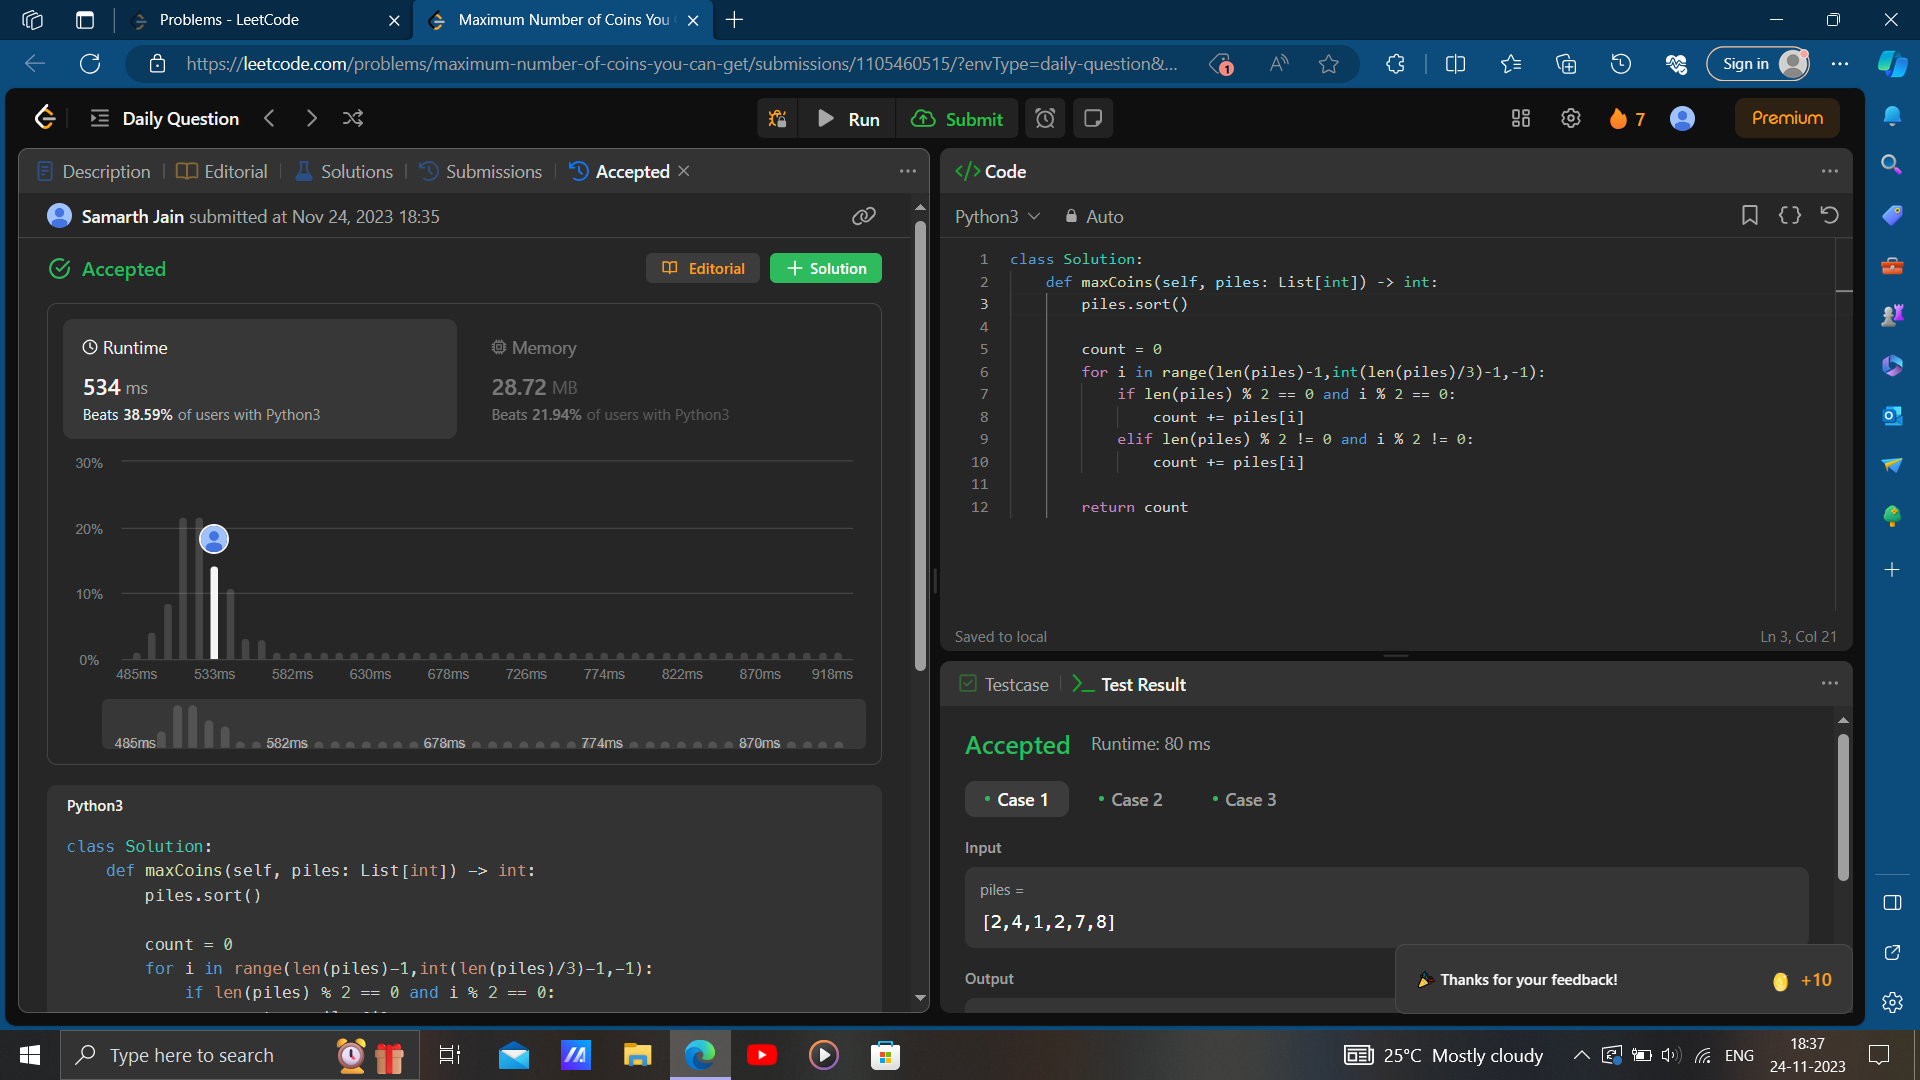 Problems - LeetCode
Maximum Number of Coins You
https://leetcode.com/problems/maximum-number-of-coins-you-can-get/submissions/1105460515/?envType=daily-question&...
1
Sign in
Daily Question
Run
Submit
7
Premium
Description
Editorial
Solutions
Submissions
Accepted
Samarth Jain submitted at Nov 24, 2023 18:35
Accepted
Editorial
Solution
Runtime
534 ms
Beats 38.59% of users with Python3
Memory
28.72 MB
Beats 21.94% of users with Python3
30%
20%
10%
0%
485ms 533ms 582ms 630ms 678ms 726ms 774ms 822ms 870ms 918ms
485ms 582ms 678ms 774ms 870ms
Python3
class Solution:
def maxCoins(self, piles: List[int]) -> int:
piles.sort()
count = 0
for i in range(len(piles)-1,int(len(piles)/3)-1,-1):
if len(piles) % 2 == 0 and i % 2 == 0:
Code
Python3
Auto
1 class Solution:
2 def maxCoins(self, piles: List[int]) -> int:
3 piles.sort()
4
5 count = 0
6 for i in range(len(piles)-1,int(len(piles)/3)-1,-1):
7 if len(piles) % 2 == 0 and i % 2 == 0:
8 count += piles[i]
9 elif len(piles) % 2 != 0 and i % 2 != 0:
10 count += piles[i]
11
12 return count
Saved to local
Ln 3, Col 21
Testcase
Test Result
Accepted
Runtime: 80 ms
Case 1
Case 2
Case 3
Input
piles =
[2,4,1,2,7,8]
Output
Thanks for your feedback!
+10
Type here to search
25°C Mostly cloudy
ENG
18:37
24-11-2023